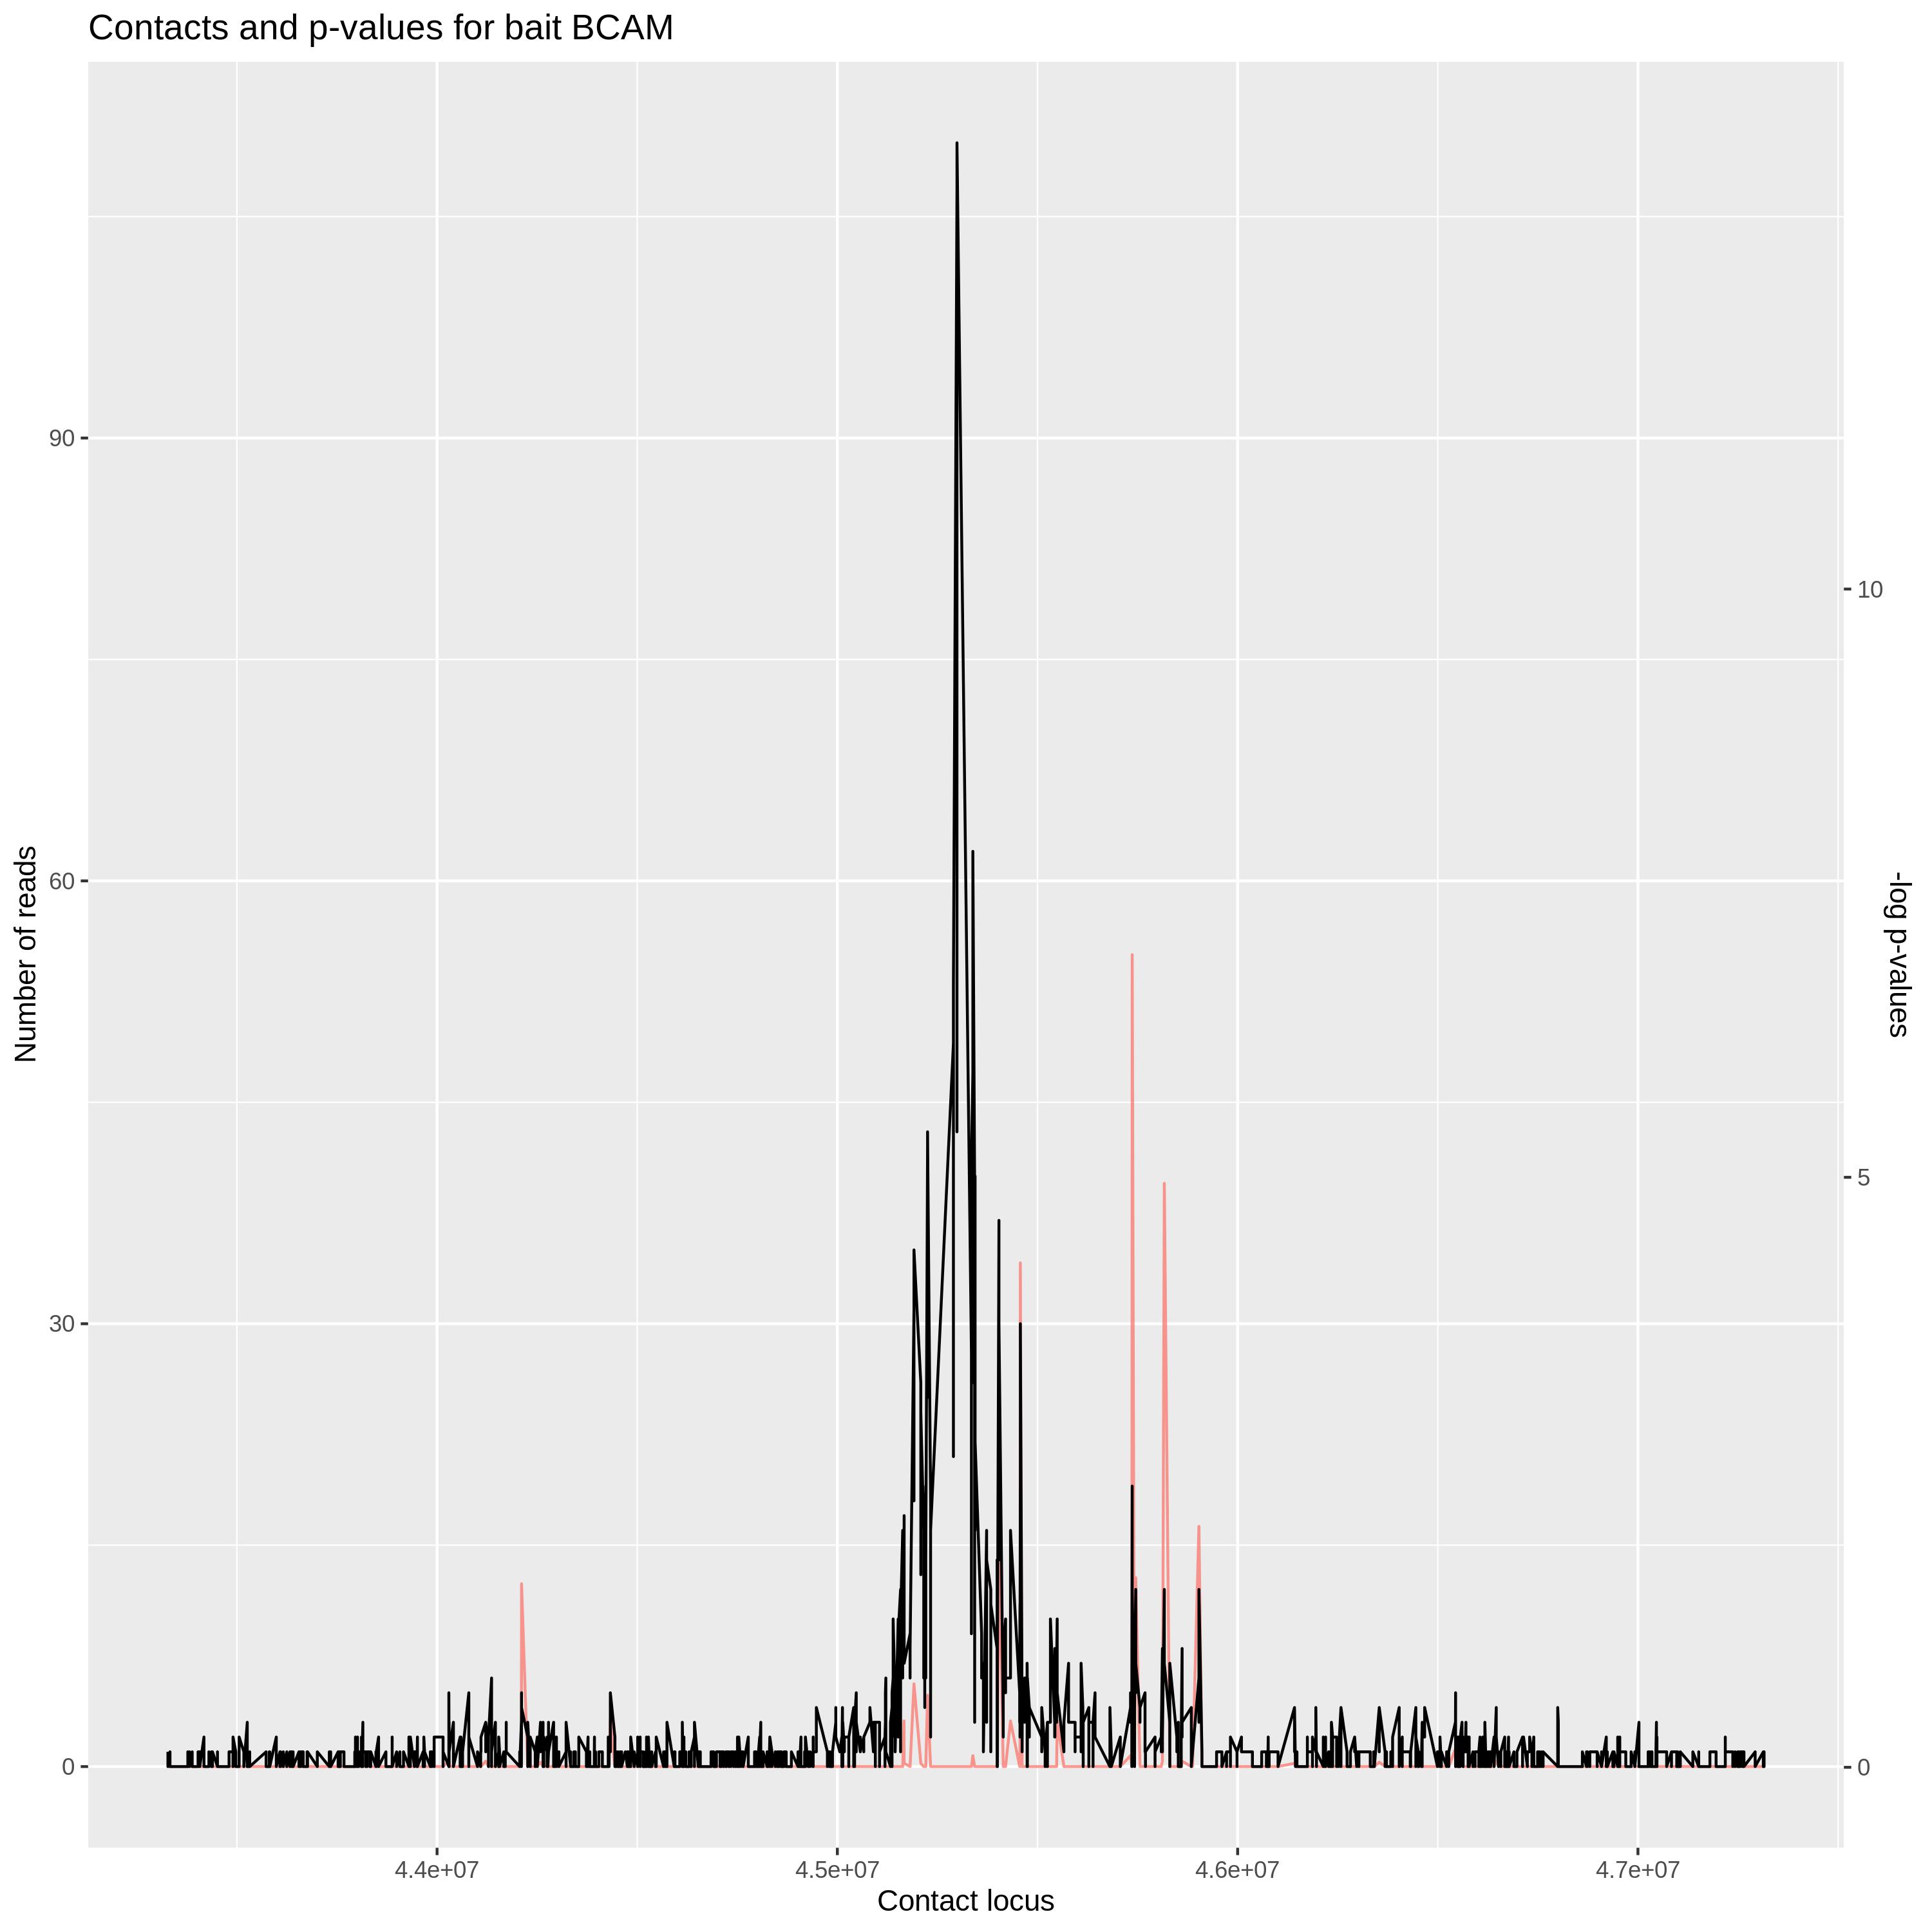 Contacts and p-values for bait BCAM
Number of reads
90
60
30
0
10
5
0
-log p-values
4.4e+07
4.5e+07
4.6e+07
4.7e+07
Contact locus